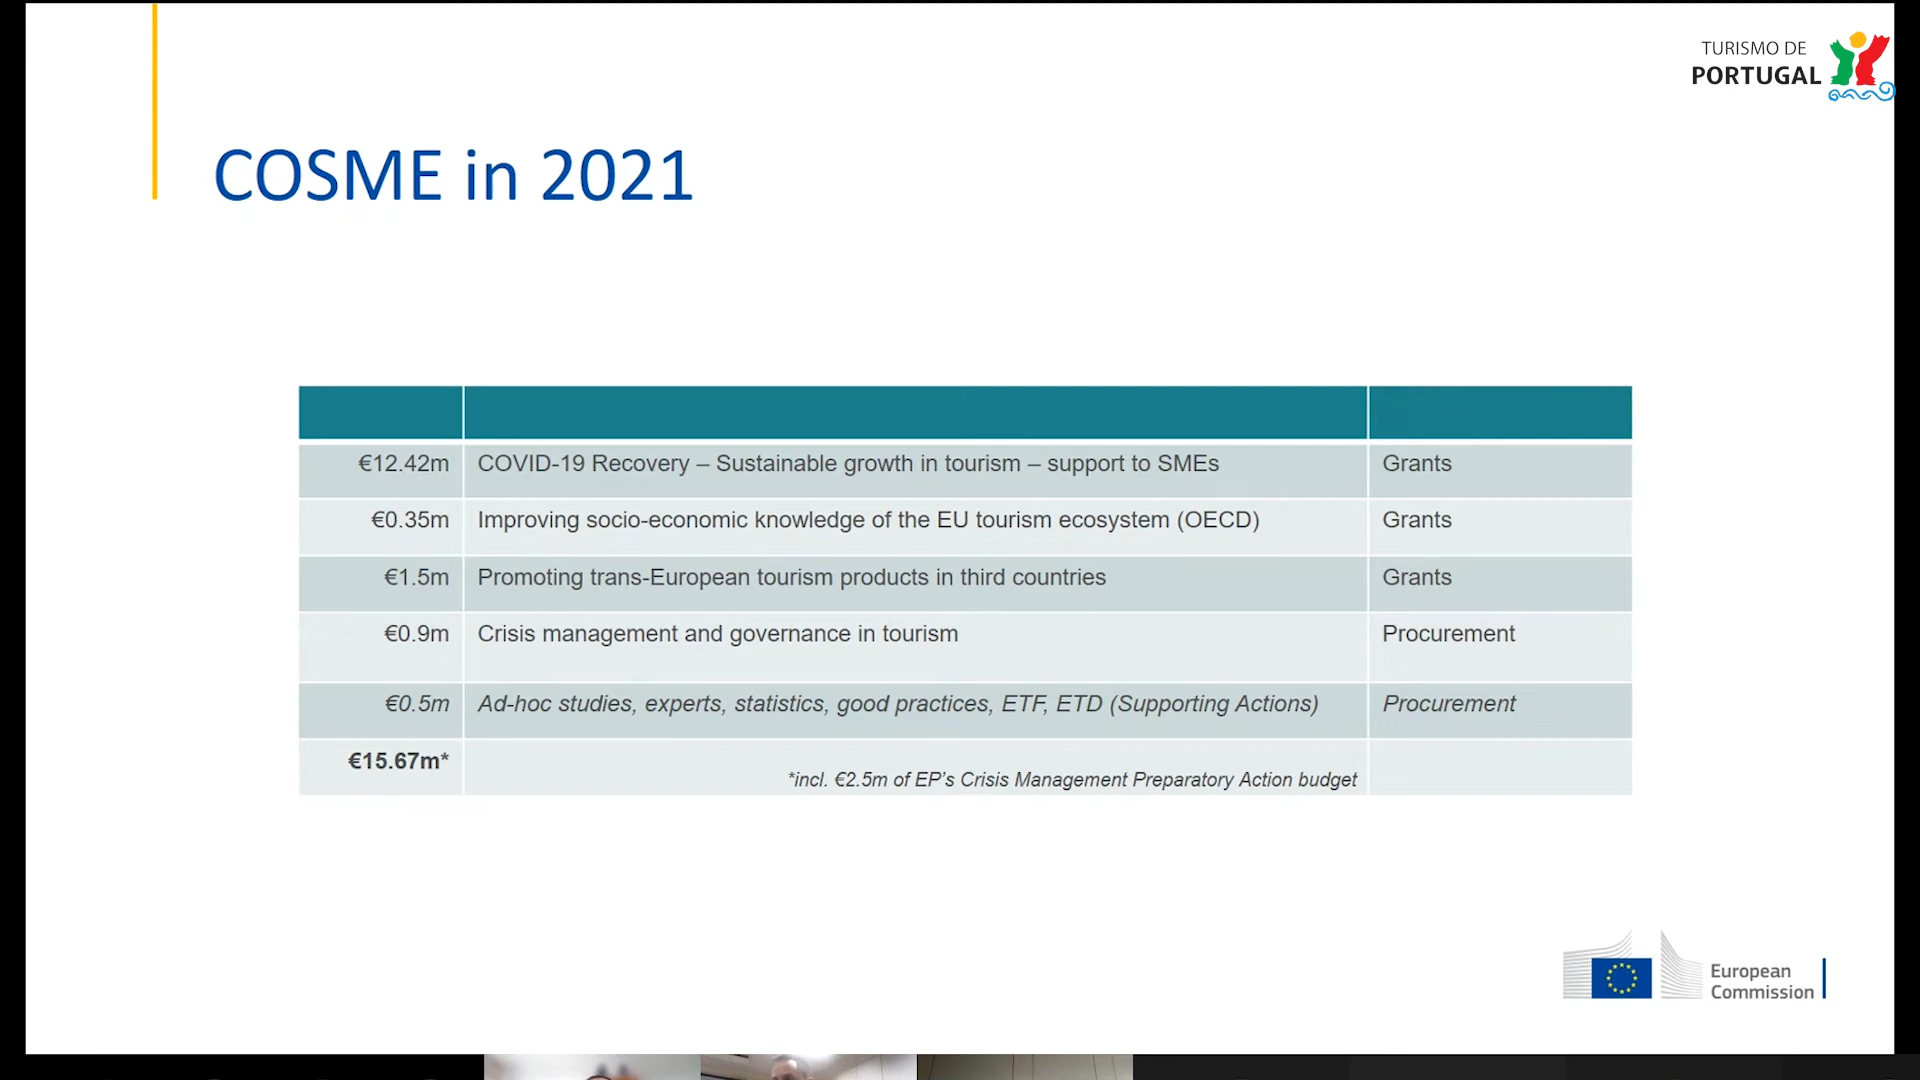 TURISMO DE
PORTUGAL
COSME in 2021
€12.42m COVID-19 Recovery – Sustainable growth in tourism – support to SMEs Grants
€0.35m Improving socio-economic knowledge of the EU tourism ecosystem (OECD) Grants
€1.5m Promoting trans-European tourism products in third countries Grants
€0.9m Crisis management and governance in tourism Procurement
€0.5m Ad-hoc studies, experts, statistics, good practices, ETF, ETD (Supporting Actions) Procurement
€15.67m*
*incl. €2.5m of EP’s Crisis Management Preparatory Action budget
European
Commission